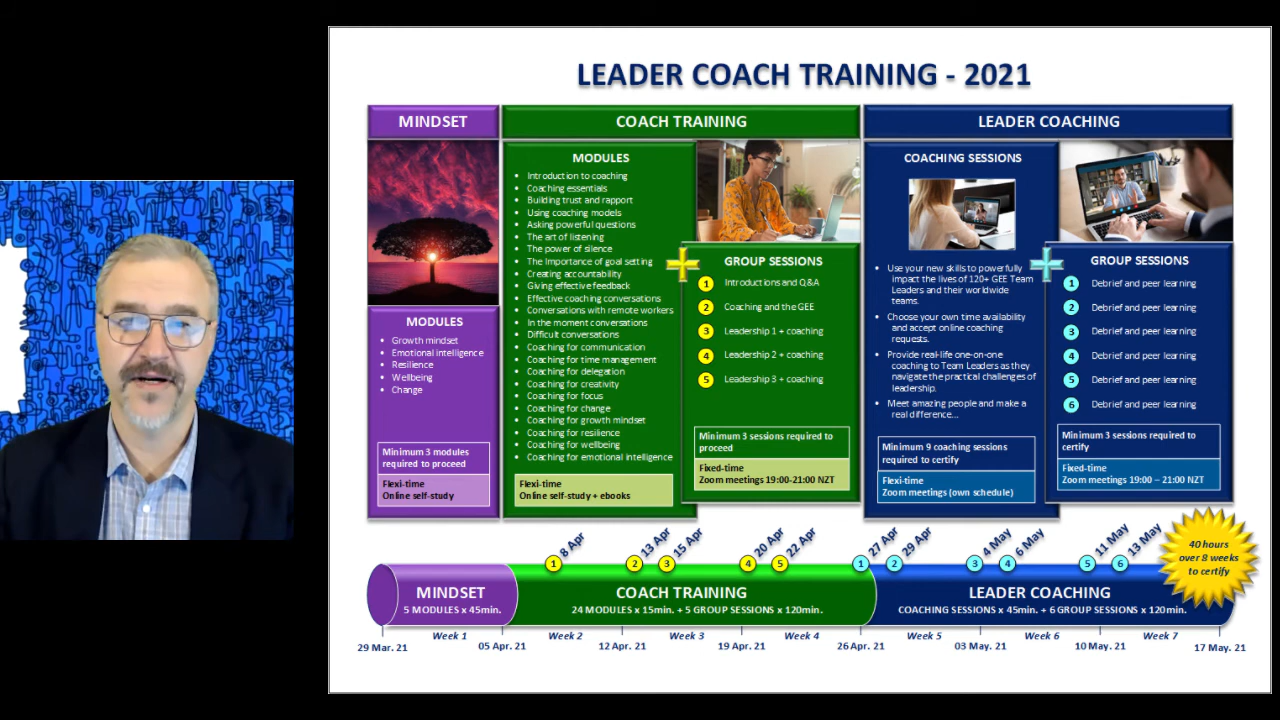 LEADER COACH TRAINING - 2021
MINDSET
MODULES
Growth mindset
Emotional intelligence
Resilience
Wellbeing
Change
Minimum 3 modules
required to proceed
Flexi-time
Online self-study
COACH TRAINING
MODULES
Introduction to coaching
Coaching essentials
Building trust and rapport
Using coaching models
Asking powerful questions
The art of listening
The power of silence
The Importance of goal setting
Creating accountability
Giving effective feedback
Effective coaching conversations
Conversations with remote workers
In the moment conversations
Difficult conversations
Coaching for communication
Coaching for time management
Coaching for delegation
Coaching for creativity
Coaching for focus
Coaching for change
Coaching for growth mindset
Coaching for resilience
Coaching for wellbeing
Coaching for emotional intelligence
Flexi-time
Online self-study + ebooks
GROUP SESSIONS
1 Introductions and Q&A
2 Coaching and the GEE
3 Leadership 1 + coaching
4 Leadership 2 + coaching
5 Leadership 3 + coaching
Minimum 3 sessions required to
proceed
Fixed-time
Zoom meetings 19:00-21:00 NZT
LEADER COACHING
COACHING SESSIONS
Use your new skills to powerfully
impact the lives of 120+ GEE Team
Leaders and their worldwide
teams.
Choose your own time availability
and accept online coaching
requests.
Provide real-life one-on-one
coaching to Team Leaders as they
navigate the practical challenges of
leadership.
Meet amazing people and make a
real difference...
Minimum 9 coaching sessions
required to certify
Flexi-time
Zoom meetings (own schedule)
GROUP SESSIONS
1 Debrief and peer learning
2 Debrief and peer learning
3 Debrief and peer learning
4 Debrief and peer learning
5 Debrief and peer learning
6 Debrief and peer learning
Minimum 3 sessions required to
certify
Fixed-time
Zoom meetings 19:00 – 21:00 NZT
1 8 Apr
2 13 Apr
3 15 Apr
4 20 Apr
5 22 Apr
1 27 Apr
2 29 Apr
3 4 May
4 6 May
5 11 May
6 13 May
40 hours
over 8 weeks
to certify
MINDSET
5 MODULES x 45min.
COACH TRAINING
24 MODULES x 15min. + 5 GROUP SESSIONS x 120min.
LEADER COACHING
COACHING SESSIONS x 45min. + 6 GROUP SESSIONS x 120min.
Week 1
Week 2
Week 3
Week 4
Week 5
Week 6
Week 7
29 Mar. 21
05 Apr. 21
12 Apr. 21
19 Apr. 21
26 Apr. 21
03 May. 21
10 May. 21
17 May. 21